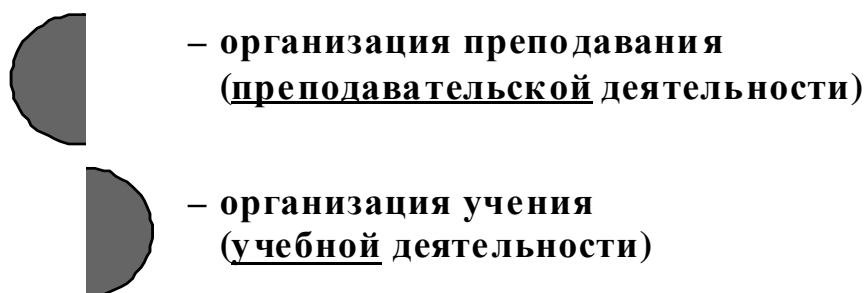 – организация преподавания
(преподавательской деятельности)
– организация учения
(учебной деятельности)